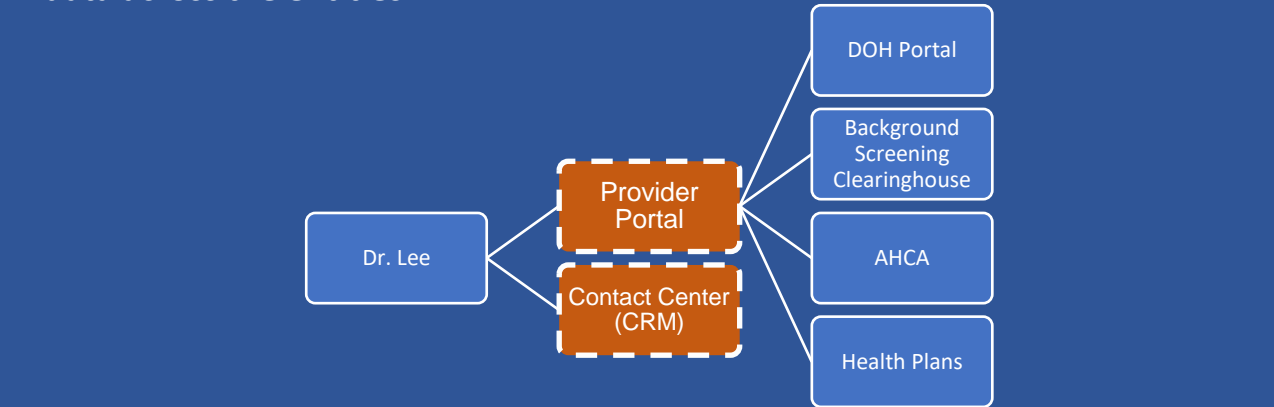 Dr. Lee
Provider
Portal
Contact Center
(CRM)
DOH Portal
Background
Screening
Clearinghouse
AHCA
Health Plans